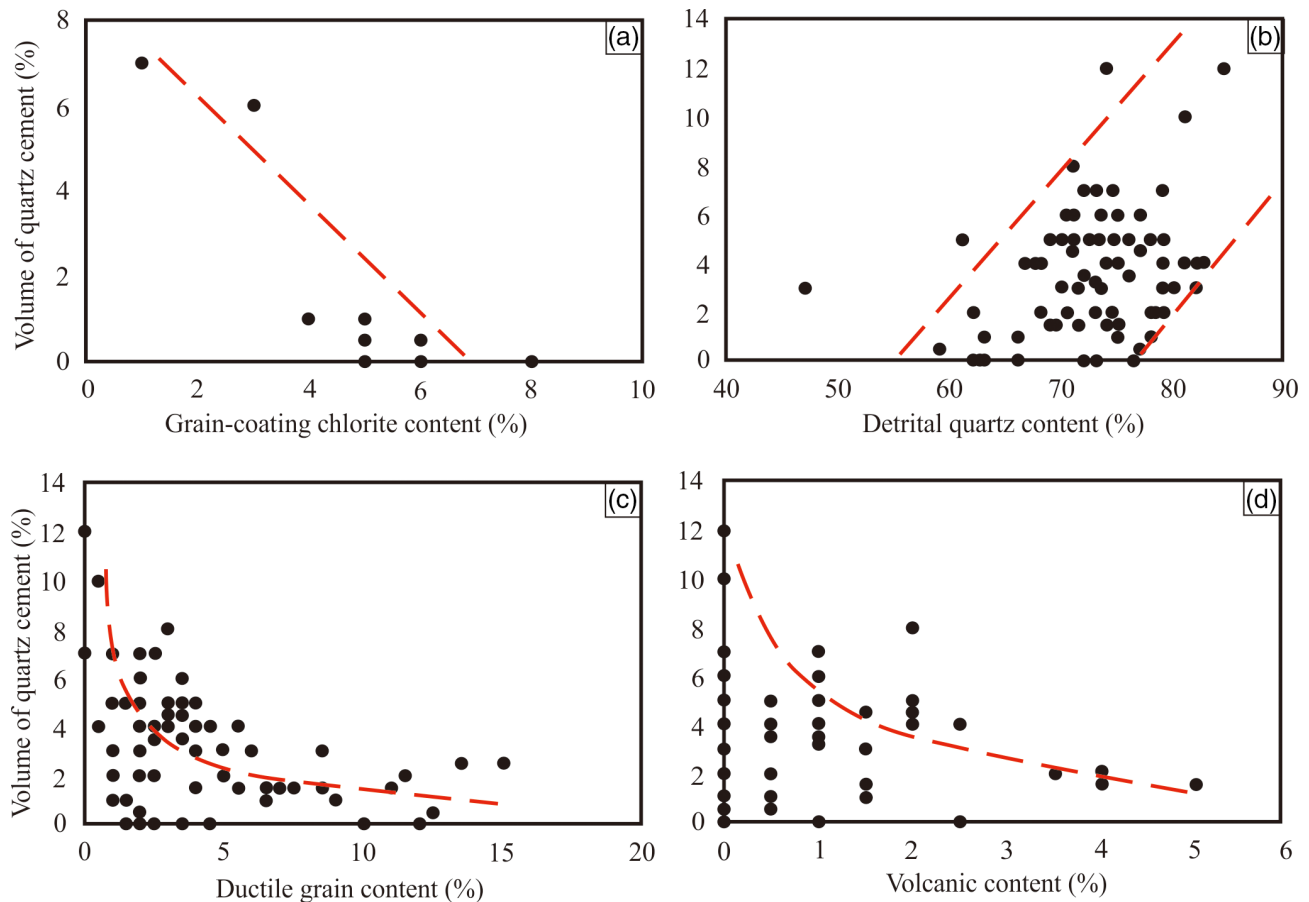 (a)
Volume of quartz cement (%)
8
6
4
2
0
0 2 4 6 8 10
Grain-coating chlorite content (%)
(b)
14
12
10
8
6
4
2
0
40 50 60 70 80 90
Detrital quartz content (%)
(c)
Volume of quartz cement (%)
14
12
10
8
6
4
2
0
0 5 10 15 20
Ductile grain content (%)
(d)
14
12
10
8
6
4
2
0
0 1 2 3 4 5 6
Volcanic content (%)